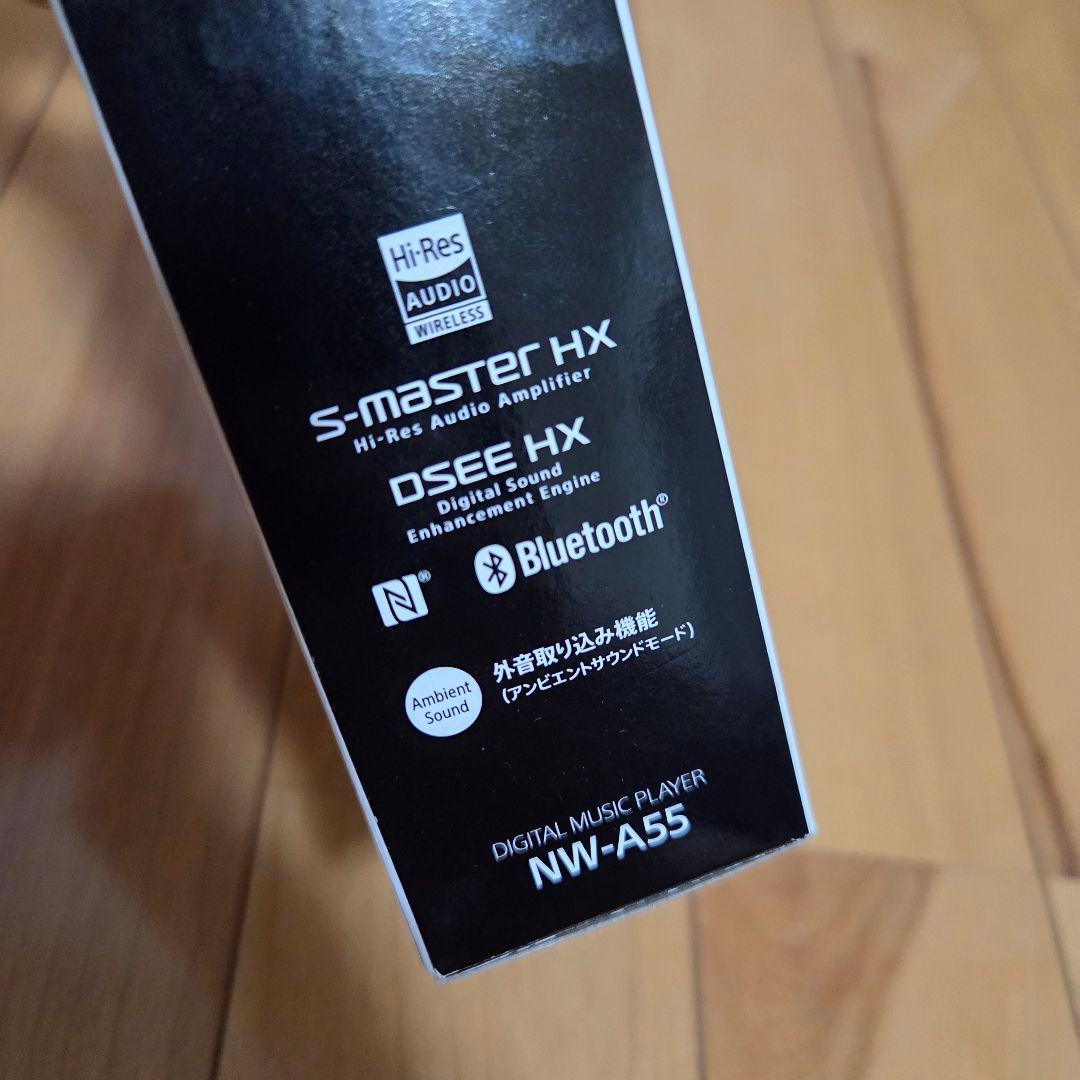 Hi-Res
AUDIO
WIRELESS
S-master HX
Hi-Res Audio Amplifier
DSEE HX
Digital Sound
Enhancement Engine
N®
Bluetooth®
Ambient
Sound
外音取り込み機能
(アンビエントサウンドモード)
DIGITAL MUSIC PLAYER
NW-A55